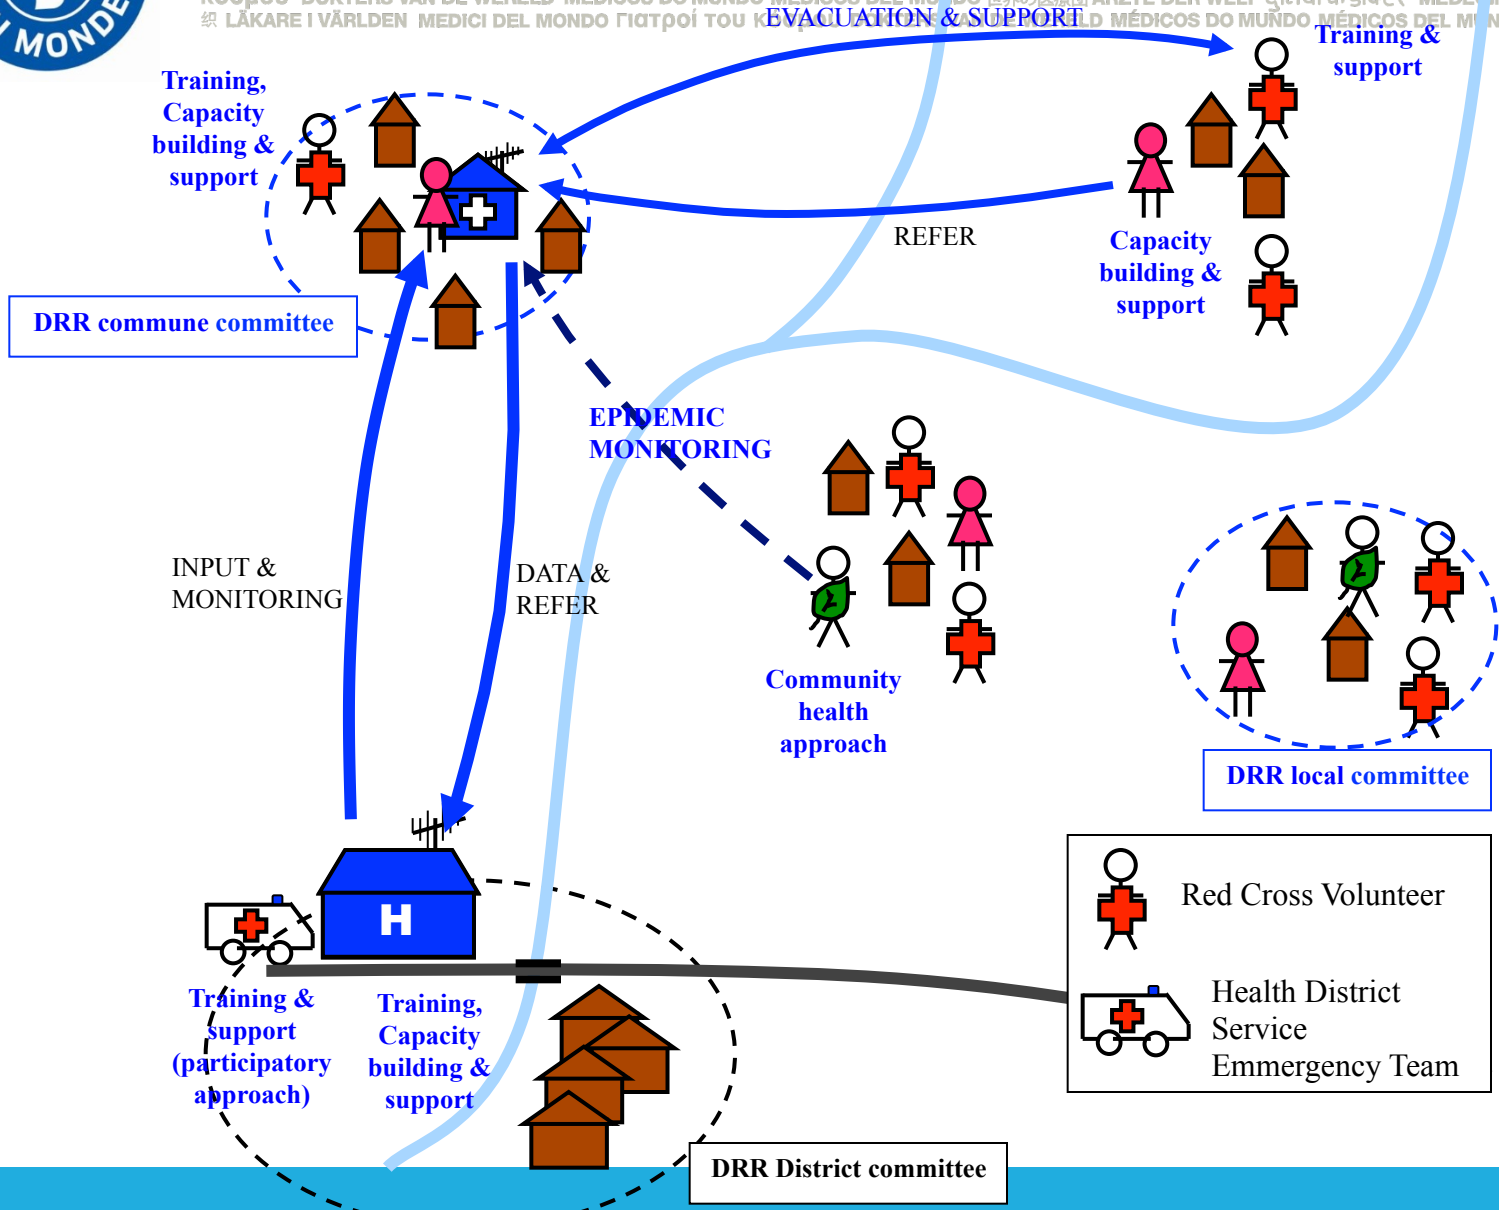 LÄKARE I VÄRLDEN MEDICI DEL MONDO Γιατροί του MÉDICOS DO MUNDO MÉDICOS DEL
MONDE
EVACUATION & SUPPORT
Training &
support
Training,
Capacity
building &
support
REFER
Capacity
building &
support
DRR commune committee
EPIDEMIC
MONITORING
INPUT &
MONITORING
DATA &
REFER
Community
health
approach
DRR local committee
H
Red Cross Volunteer
Health District
Service
Emmergency Team
Training &
support
(participatory
approach)
Training,
Capacity
building &
support
DRR District committee